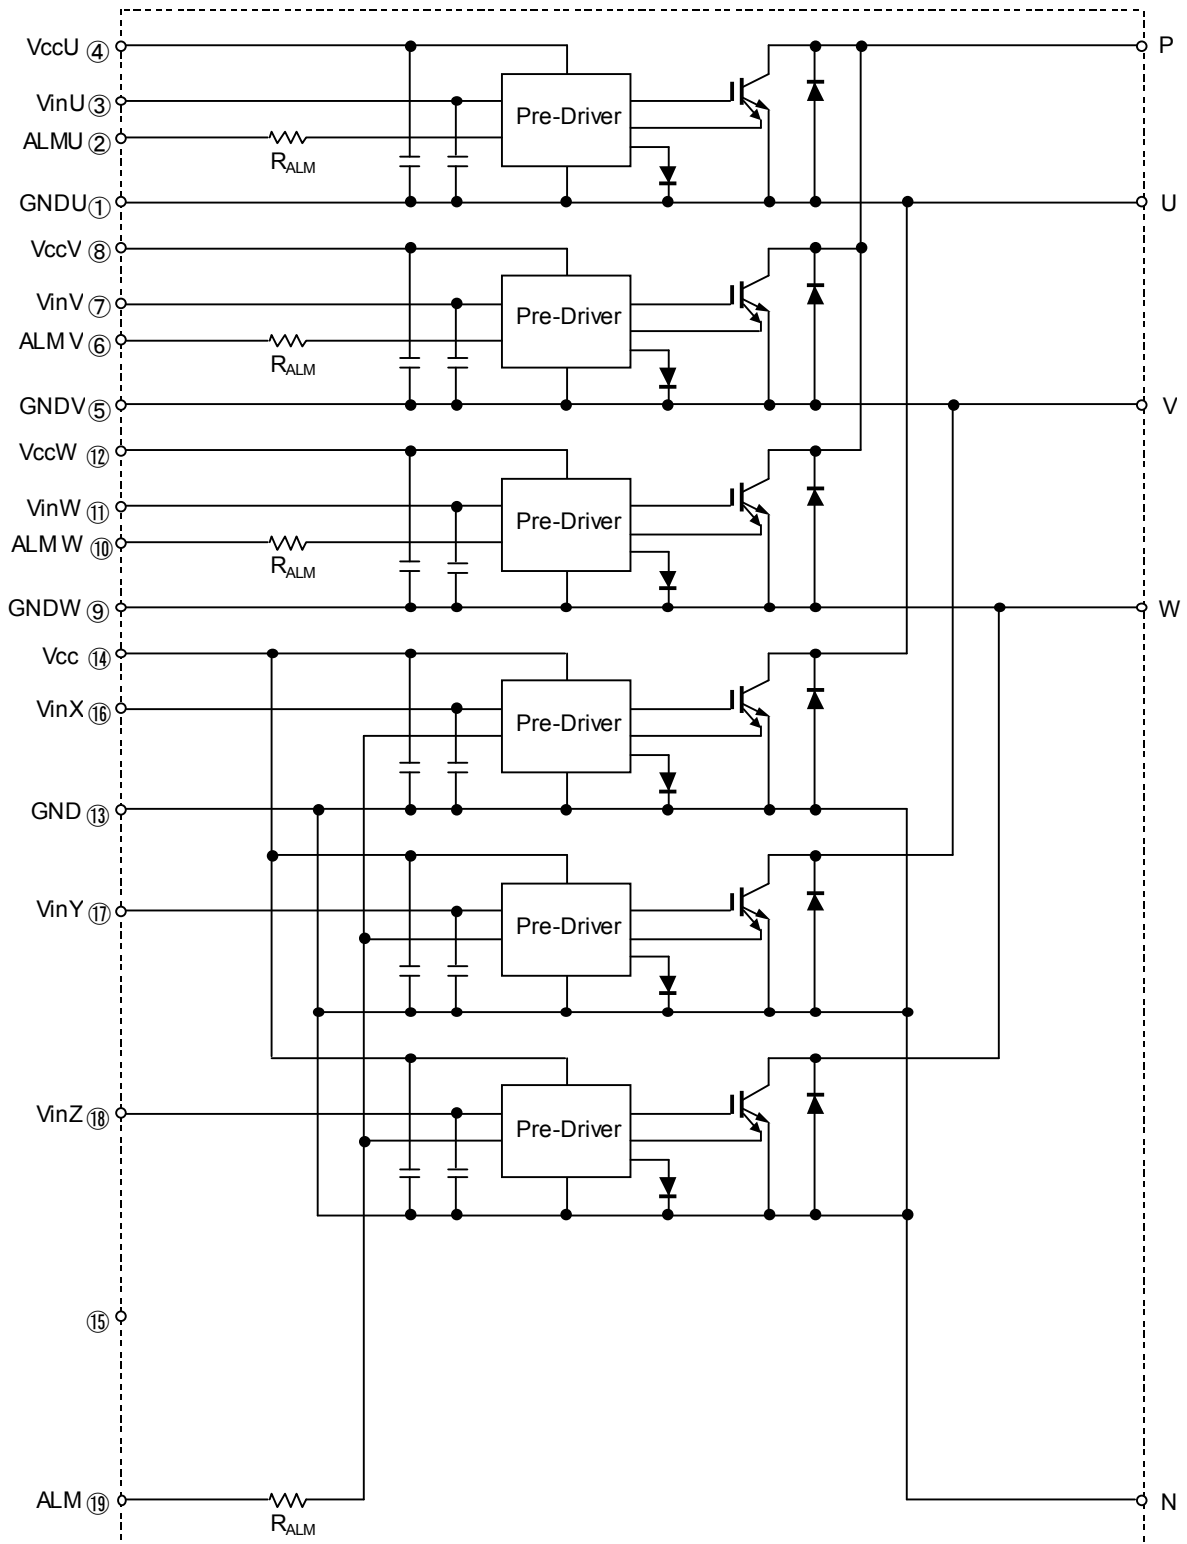 VccU ④
P
VinU ③
Pre-Driver
ALMU ②
RALM
GNDU ①
U
VccV ⑧
VinV ⑦
Pre-Driver
ALMV ⑥
RALM
GNDV ⑤
V
VccW ⑫
VinW ⑪
Pre-Driver
ALMW ⑩
RALM
GNDW ⑨
W
Vcc ⑭
VinX ⑯
Pre-Driver
GND ⑬
VinY ⑰
Pre-Driver
VinZ ⑱
Pre-Driver
⑮
ALM ⑲
RALM
N